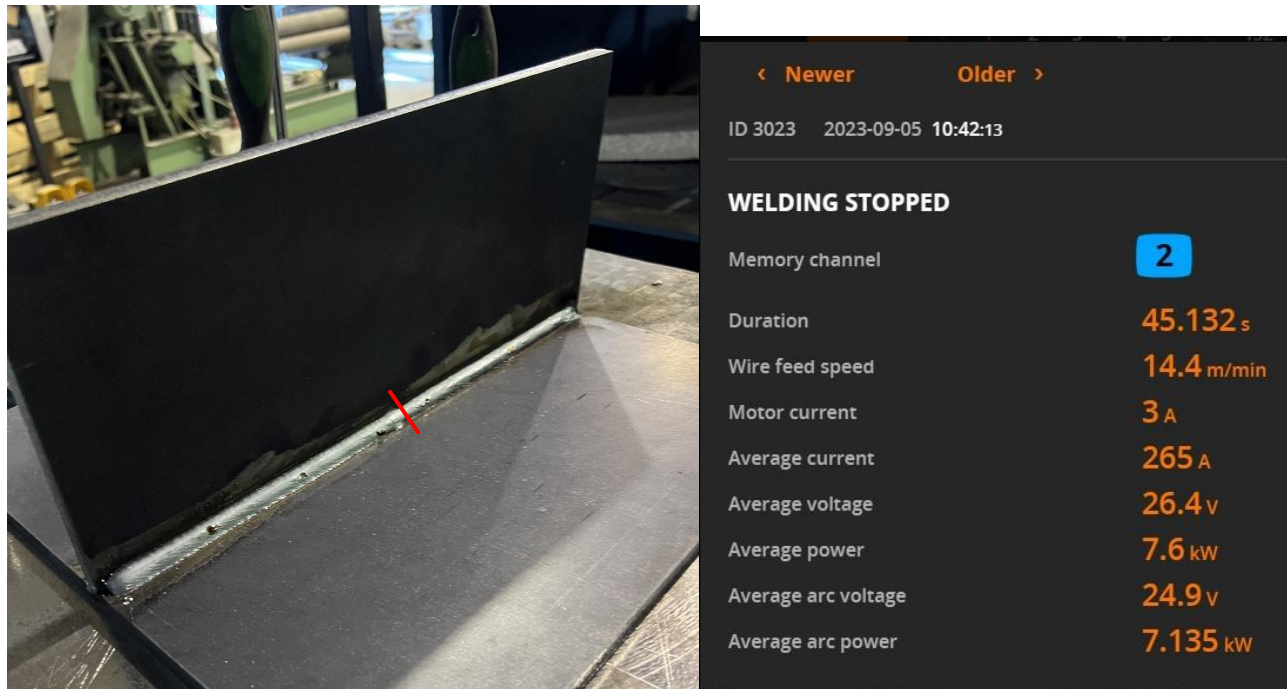 ‹ Newer Older ›
ID 3023 2023-09-05 10:42:13
WELDING STOPPED
Memory channel 2
Duration 45.132 s
Wire feed speed 14.4 m/min
Motor current 3 A
Average current 265 A
Average voltage 26.4 V
Average power 7.6 kW
Average arc voltage 24.9 V
Average arc power 7.135 kW